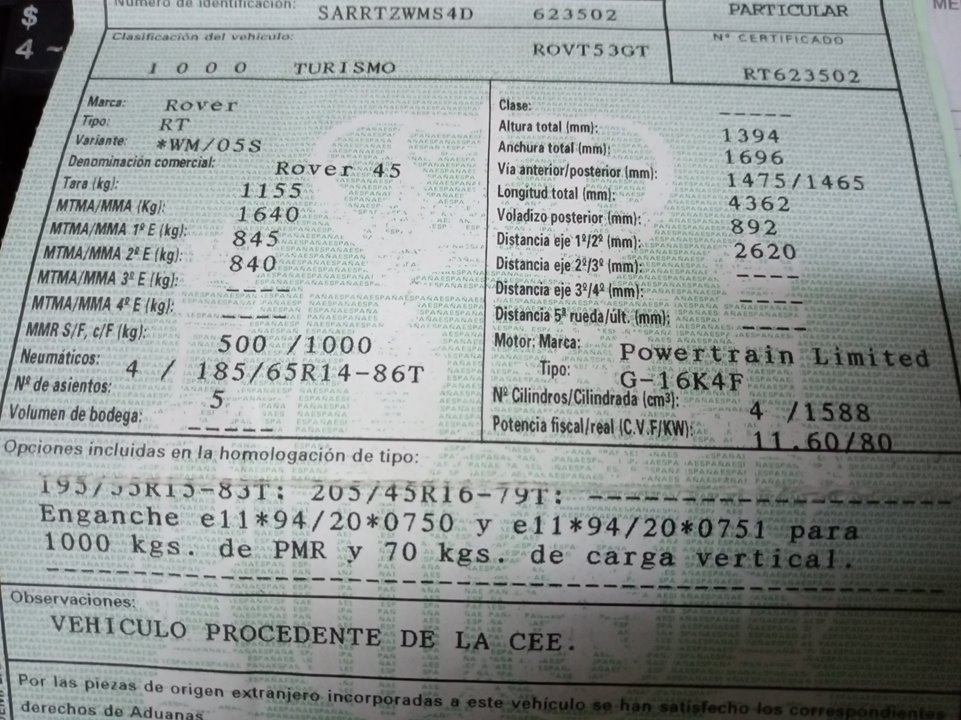 $
4 ~
ME
Número de identificación: SARRTZWMS4D 623502 PARTICULAR
Clasificación del vehículo: ROVT53GT Nº CERTIFICADO
1 0 0 0 TURISMO RT623502
Marca: Rover
Tipo: RT
Variante: *WM/05S
Denominación comercial: Rover 45
Tara (kg): 1155
MTMA/MMA (Kg): 1640
MTMA/MMA 1º E (kg): 845
MTMA/MMA 2º E (kg): 840
MTMA/MMA 3º E (kg): ----
MTMA/MMA 4º E (kg): ----
MMR S/F, c/F (kg): 500 /1000
Neumáticos: 4 / 185/65R14-86T
Nº de asientos: 5
Volumen de bodega: -----
Clase: -----
Altura total (mm): 1394
Anchura total (mm): 1696
Vía anterior/posterior (mm): 1475/1465
Longitud total (mm): 4362
Voladizo posterior (mm): 892
Distancia eje 1º/2º (mm): 2620
Distancia eje 2º/3º (mm): ----
Distancia eje 3º/4º (mm): ----
Distancia 5ª rueda/últ. (mm): ----
Motor: Marca: Powertrain Limited
Tipo: G-16K4F
Nº Cilindros/Cilindrada (cm³): 4 /1588
Potencia fiscal/real (C.V.F/KW): 11.60/80
Opciones incluidas en la homologación de tipo:
195/55R15-83T: 205/45R16-79T: --------------------
Enganche e11*94/20*0750 y e11*94/20*0751 para
1000 kgs. de PMR y 70 kgs. de carga vertical.
Observaciones:
VEHICULO PROCEDENTE DE LA CEE.
Por las piezas de origen extranjero incorporadas a este vehículo se han satisfecho los correspondientes
derechos de Aduanas